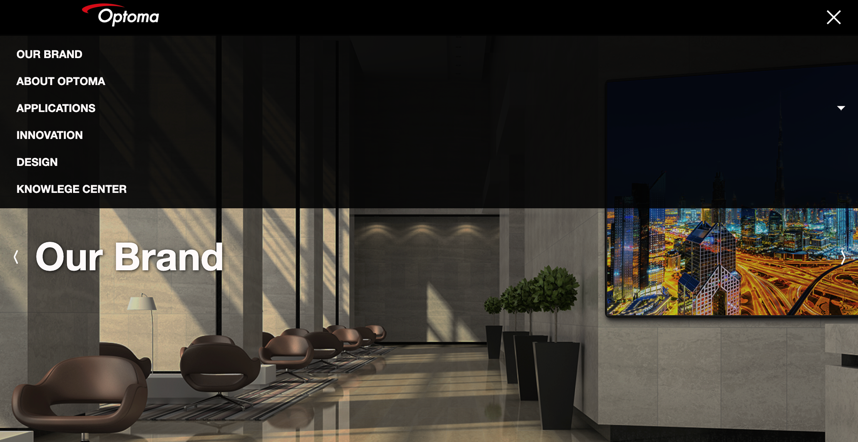 Optoma
OUR BRAND
ABOUT OPTOMA
APPLICATIONS
INNOVATION
DESIGN
KNOWLEGE CENTER
Our Brand